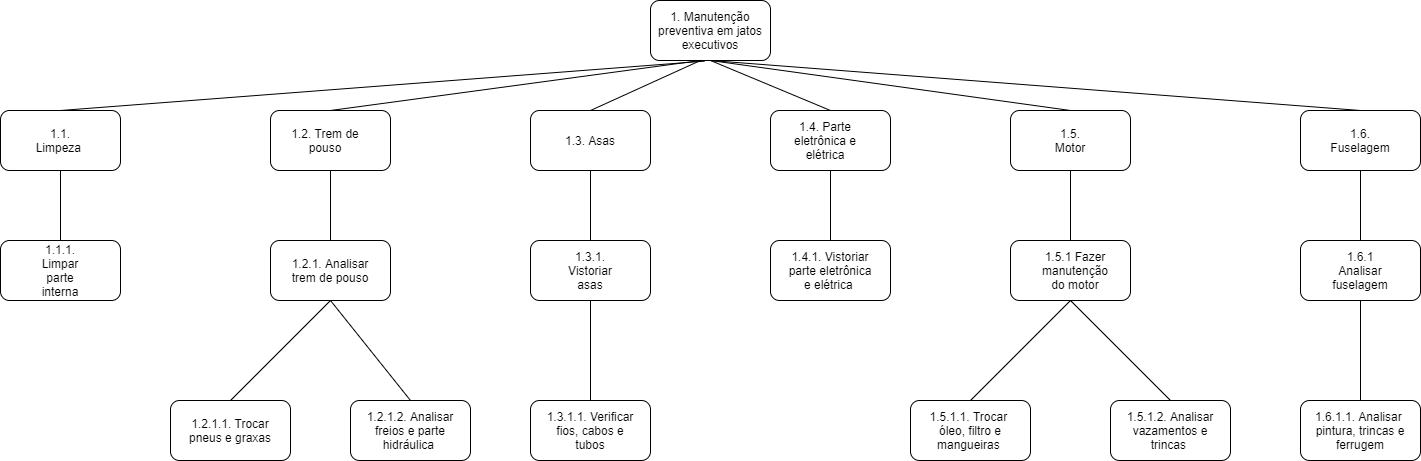 1. Manutenção
preventiva em jatos
executivos
1.1.
Limpeza
1.2. Trem de
pouso
1.3. Asas
1.4. Parte
eletrônica e
elétrica
1.5.
Motor
1.6.
Fuselagem
1.1.1.
Limpar
parte
interna
1.2.1. Analisar
trem de pouso
1.3.1.
Vistoriar
asas
1.4.1. Vistoriar
parte eletrônica
e elétrica
1.5.1 Fazer
manutenção
do motor
1.6.1
Analisar
fuselagem
1.2.1.1. Trocar
pneus e graxas
1.2.1.2. Analisar
freios e parte
hidráulica
1.3.1.1. Verificar
fios, cabos e
tubos
1.5.1.1. Trocar
óleo, filtro e
mangueiras
1.5.1.2. Analisar
vazamentos e
trincas
1.6.1.1. Analisar
pintura, trincas e
ferrugem